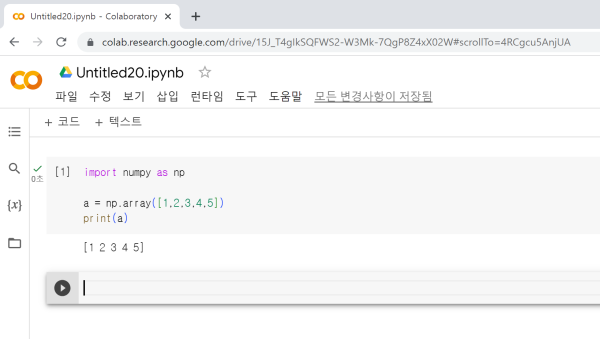 Untitled20.ipynb - Colaboratory
colab.research.google.com/drive/15J_T4glkSQFWS2-W3Mk-7QgP8Z4xX02W#scrollTo=4RCgcu5AnjUA
Untitled20.ipynb
파일 수정 보기 삽입 런타임 도구 도움말 모든 변경사항이 저장됨
+ 코드 + 텍스트
[1] import numpy as np
0초
a = np.array([1,2,3,4,5])
print(a)
[1 2 3 4 5]
{x}